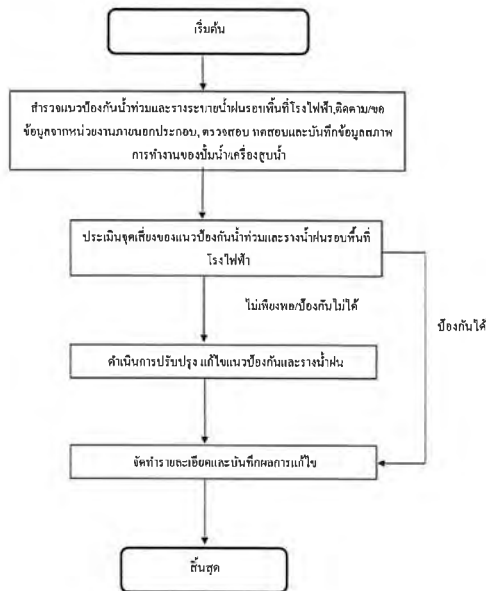 เริ่มต้น
สำรวจแนวป้องกันน้ำท่วมและรางระบายน้ำฝนรอบพื้นที่โรงไฟฟ้า,ติดตาม/ขอ
ข้อมูลจากหน่วยงานภายนอกประกอบ, ตรวจสอบ ทดสอบและบันทึกข้อมูลสภาพ
การทำงานของปั๊มน้ำ/เครื่องสูบน้ำ
ประเมินจุดเสี่ยงของแนวป้องกันน้ำท่วมและรางน้ำฝนรอบพื้นที่
โรงไฟฟ้า
ไม่เพียงพอ/ป้องกันไม่ได้
ป้องกันได้
ดำเนินการปรับปรุง แก้ไขแนวป้องกันและรางน้ำฝน
จัดทำรายละเอียดและบันทึกผลการแก้ไข
สิ้นสุด